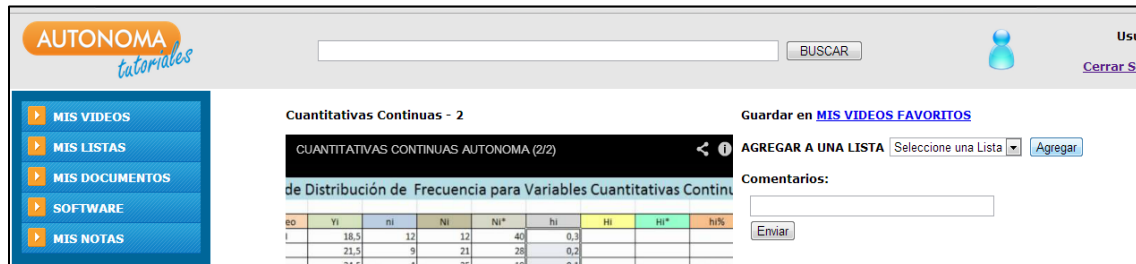 AUTONOMA
tutoriales
BUSCAR
Usu
Cerrar S
MIS VIDEOS
MIS LISTAS
MIS DOCUMENTOS
SOFTWARE
MIS NOTAS
Cuantitativas Continuas - 2
CUANTITATIVAS CONTINUAS AUTONOMA (2/2)
de Distribución de Frecuencia para Variables Cuantitativas Continu
eo Yi ni Ni Ni* hi Hi Hi* hi%
18,5 12 12 40 0,3
21,5 9 21 28 0,2
Guardar en MIS VIDEOS FAVORITOS
AGREGAR A UNA LISTA Seleccione una Lista Agregar
Comentarios:
Enviar